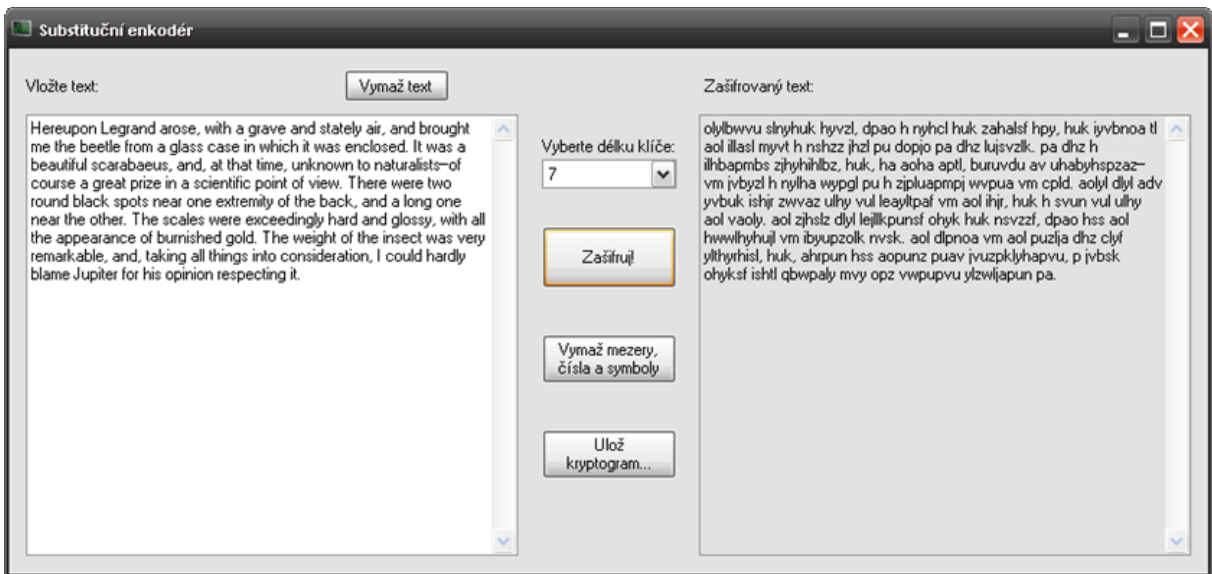 Substituční enkodér
Vložte text:
Vymaž text
Hereupon Legrand arose, with a grave and stately air, and brought
me the beetle from a glass case in which it was enclosed. It was a
beautiful scarabaeus, and, at that time, unknown to naturalists–of
course a great prize in a scientific point of view. There were two
round black spots near one extremity of the back, and a long one
near the other. The scales were exceedingly hard and glossy, with all
the appearance of burnished gold. The weight of the insect was very
remarkable, and, taking all things into consideration, I could hardly
blame Jupiter for his opinion respecting it.
Vyberte délku klíče:
7
Zašifruj!
Vymaž mezery,
čísla a symboly
Ulož
kryptogram...
Zašifrovaný text:
olylbwvu slnyhuk hyvzl, dpao h nyhcl huk zahalsf hpy, huk iyvbnoa tl
aol illasl myvt h nshzz jhzl pu dopjo pa dhz lujsvzlk. pa dhz h
ilhbapmbs zjhyhihlbz, huk, ha aoha aptl, buruvdu av uhabyhspzaz–
vm jvbyzl h nylha wypgl pu h zjpluapmpj wvpua vm cpld. aolyl dlyl adv
yvbuk ishjr zwvaz ulhy vul leayltpaf vm aol ihjr, huk h svun vul ulhy
aol vaoly. aol zjhslz dlyl lejllkpunsf ohyk huk nsvzzf, dpao hss aol
hwwlhyhujl vm ibyupzolk nvsk. aol dlpnoa vm aol puzlja dhz clyf
ylthyrhisl, huk, ahrpun hss aopunz puav jvuzpklyhapvu, p jvbsk
ohyksf ishtl qbwpaly mvy opz vwpupvu ylzwljapun pa.